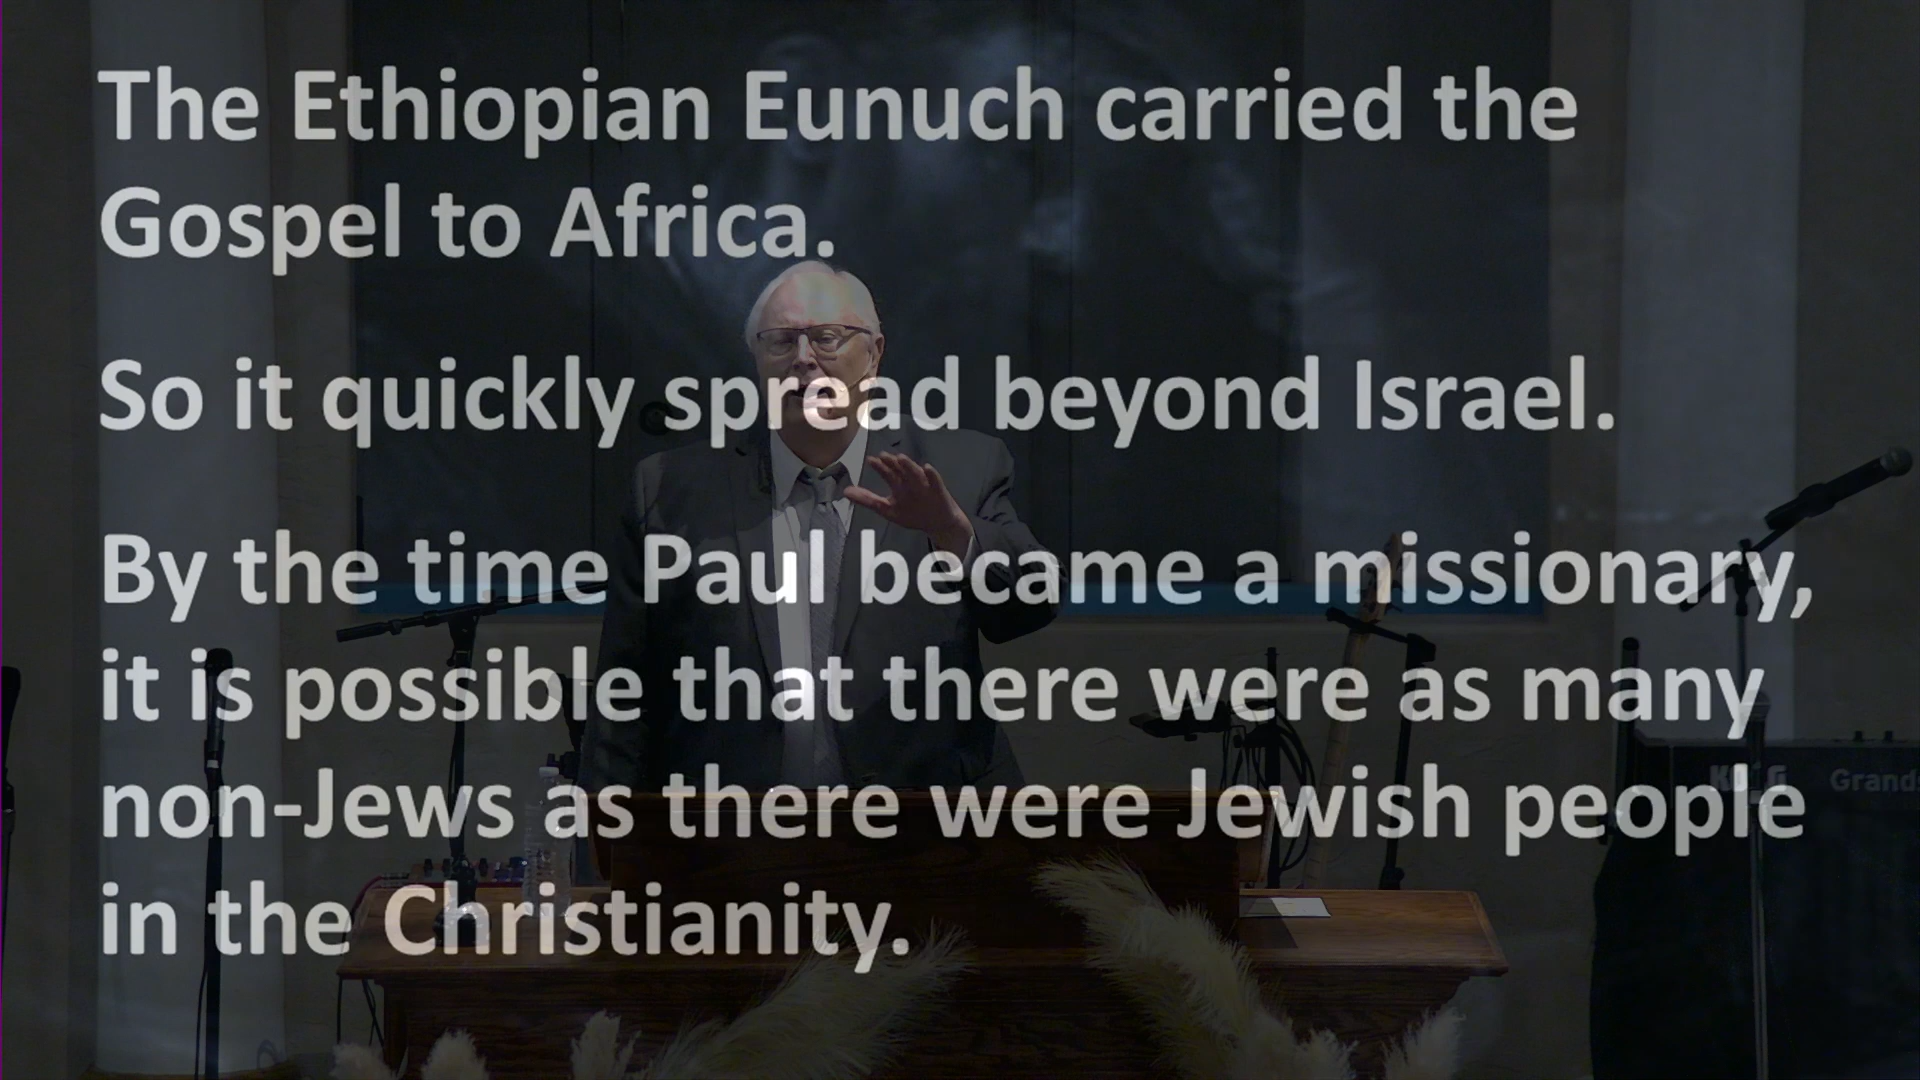 The Ethiopian Eunuch carried the
Gospel to Africa.
So it quickly spread beyond Israel.
By the time Paul became a missionary,
it is possible that there were as many
non-Jews as there were Jewish people
in the Christianity.